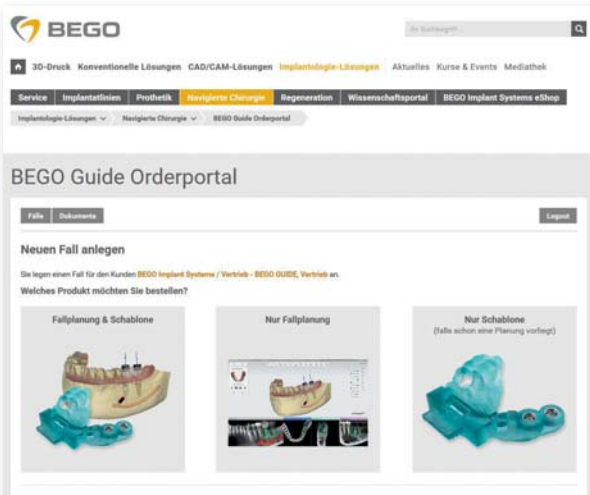 BEGO
Ihr Suchbegriff...
3D-Druck Konventionelle Lösungen CAD/CAM-Lösungen Implantologie-Lösungen Aktuelles Kurse & Events Mediathek
Service Implantatlinien Prothetik Navigierte Chirurgie Regeneration Wissenschaftsportal BEGO Implant Systems eShop
Implantologie-Lösungen Navigierte Chirurgie BEGO Guide Orderportal
BEGO Guide Orderportal
Fälle Dokumente Logout
Neuen Fall anlegen
Sie legen einen Fall für den Kunden BEGO Implant Systems / Vertrieb - BEGO GUIDE, Vertrieb an.
Welches Produkt möchten Sie bestellen?
Fallplanung & Schablone
Nur Fallplanung
Nur Schablone
(falls schon eine Planung vorliegt)